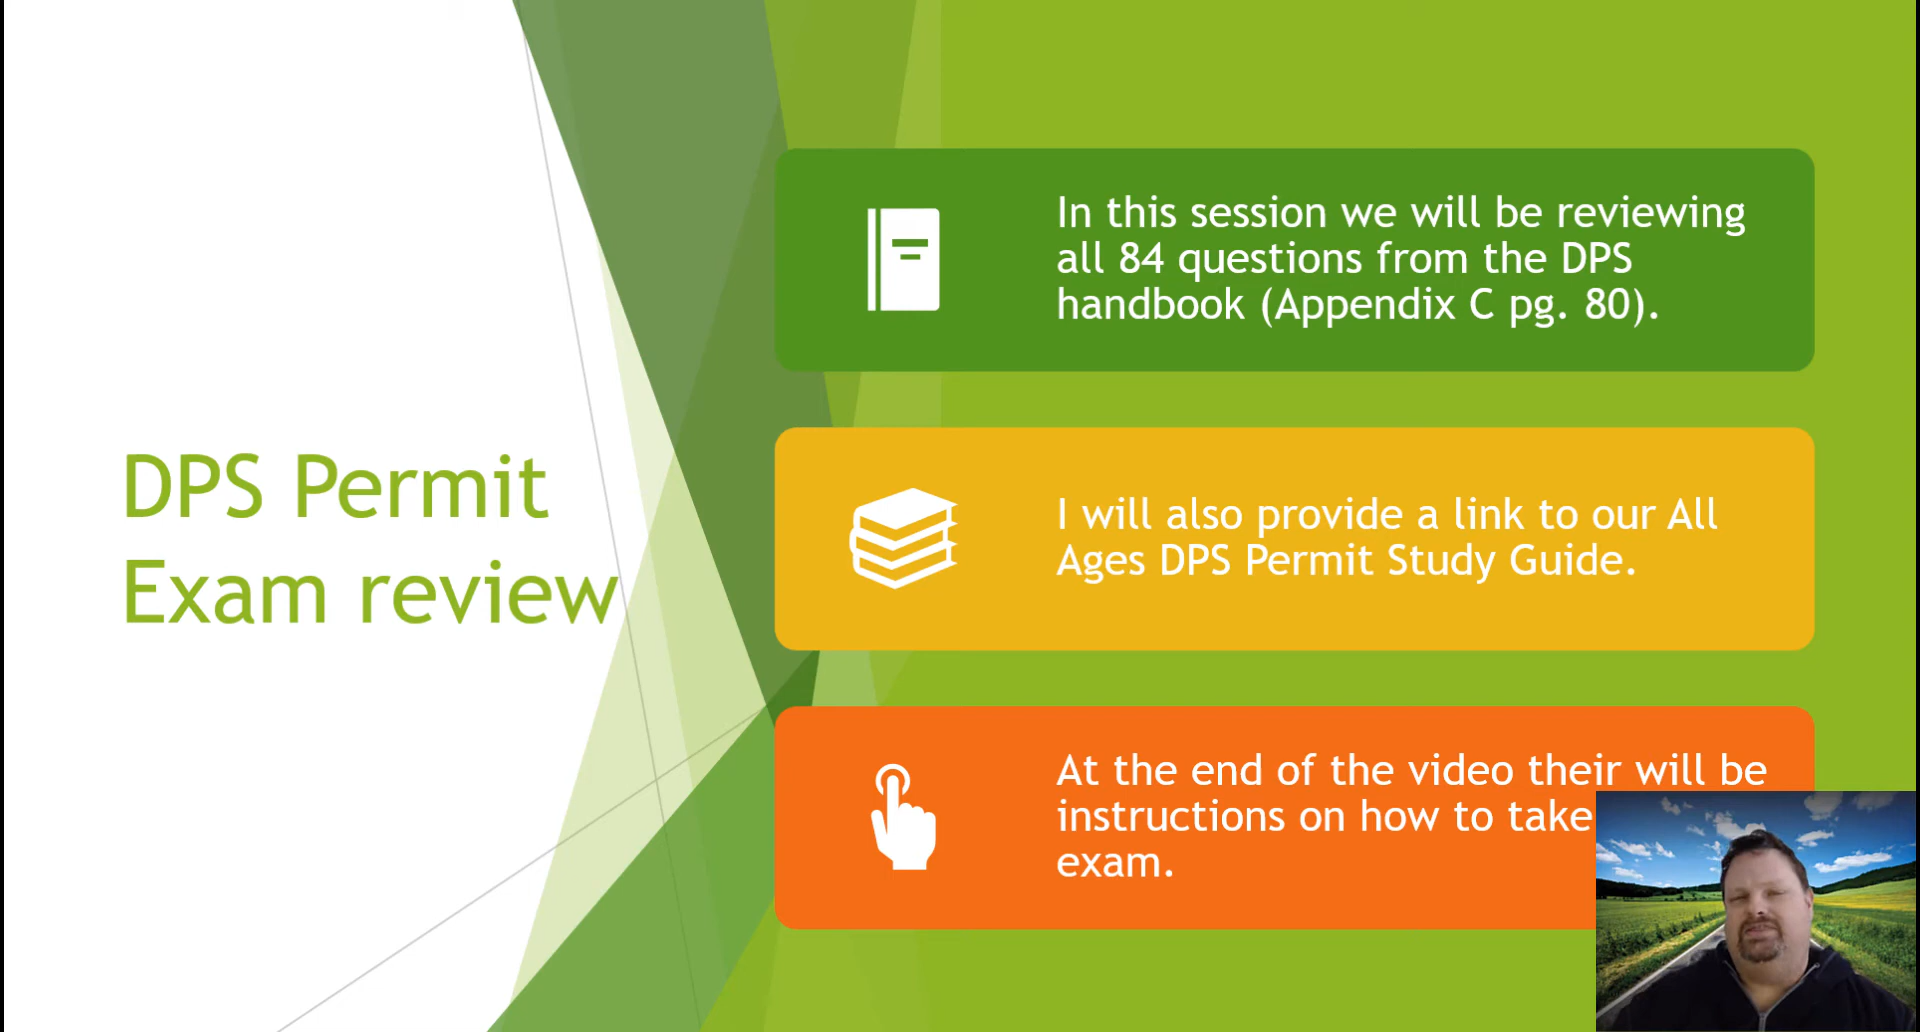 DPS Permit
Exam review
In this session we will be reviewing
all 84 questions from the DPS
handbook (Appendix C pg. 80).
I will also provide a link to our All
Ages DPS Permit Study Guide.
At the end of the video their will be
instructions on how to take
exam.